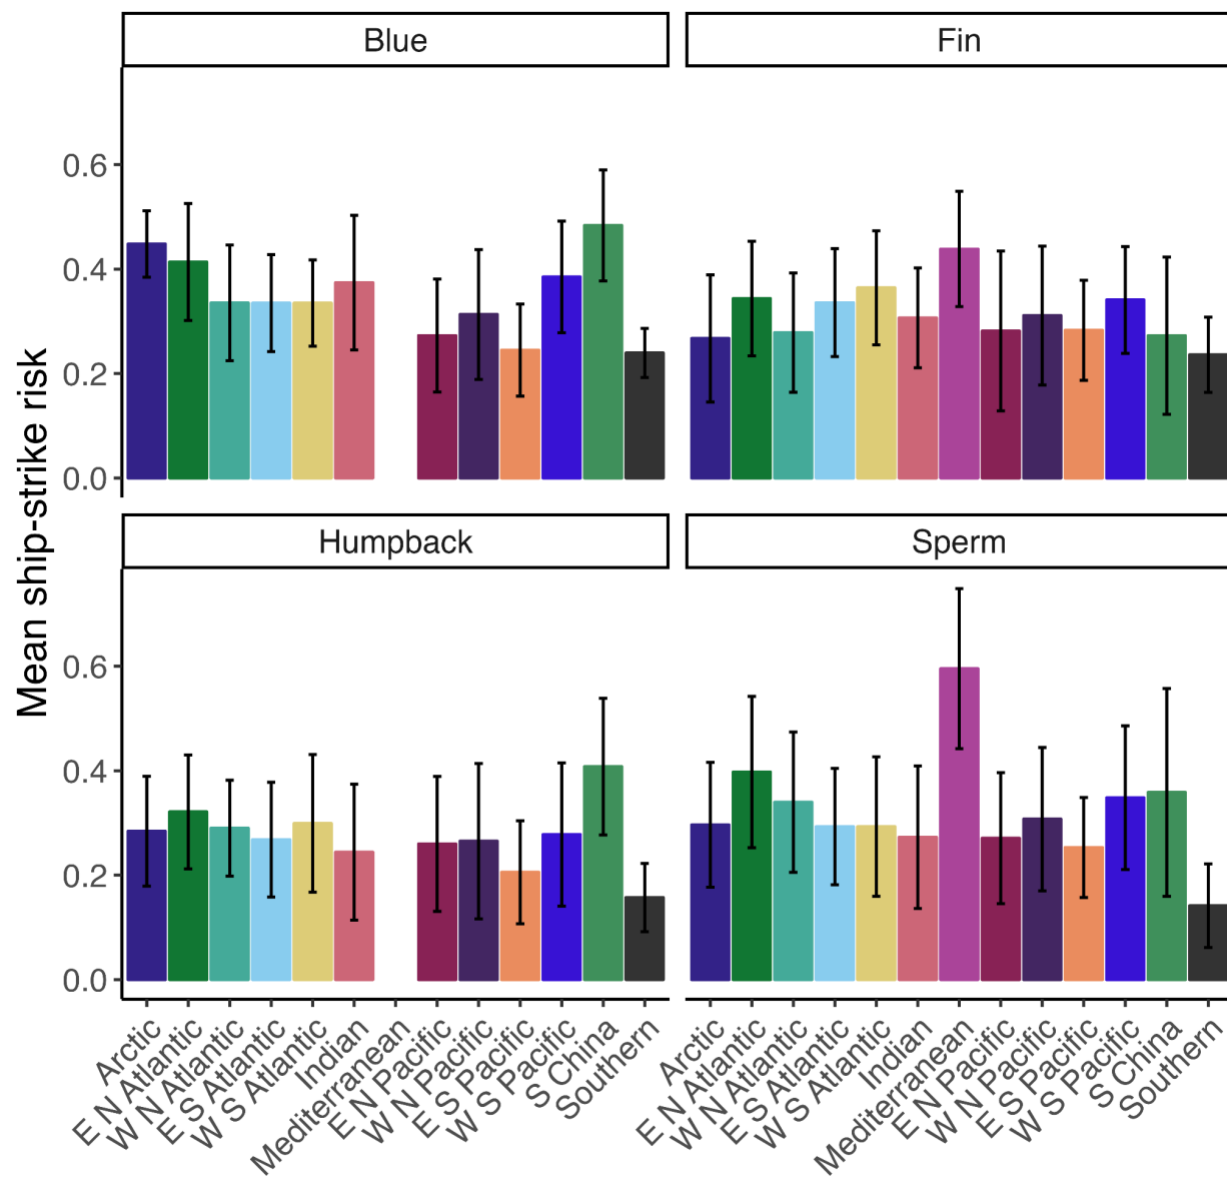 Blue
Fin
0.6
0.4
0.2
0.0
Mean ship-strike risk
Humpback
Sperm
0.6
0.4
0.2
0.0
Arctic
E N Atlantic
W N Atlantic
E S Atlantic
W S Atlantic
Indian
Mediterranean
E N Pacific
W N Pacific
E S Pacific
W S Pacific
S China
Southern
Arctic
E N Atlantic
W N Atlantic
E S Atlantic
W S Atlantic
Indian
Mediterranean
E N Pacific
W N Pacific
E S Pacific
W S Pacific
S China
Southern